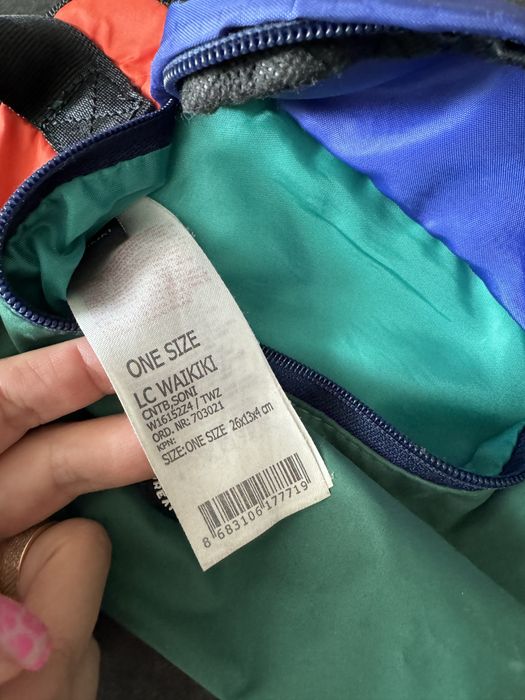 ONE SIZE
LC WAIKIKI
CNTB,SONI
W1615224 / TWZ
ORD. NR: 703021
KPN:
SIZE:ONE SIZE 26x13x4 cm
8 683106 177719